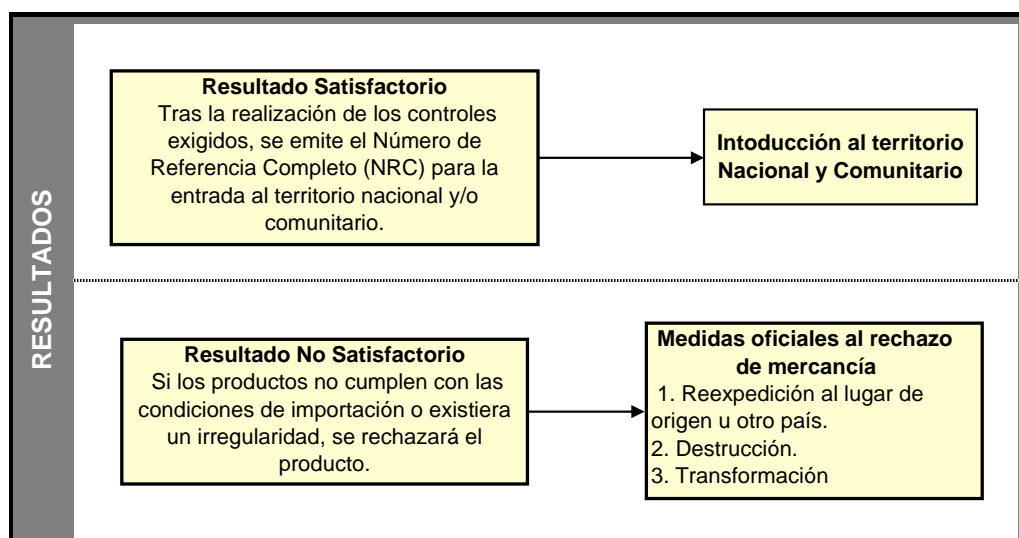 RESULTADOS
Resultado Satisfactorio
Tras la realización de los controles
exigidos, se emite el Número de
Referencia Completo (NRC) para la
entrada al territorio nacional y/o
comunitario.
Intoducción al territorio
Nacional y Comunitario
Resultado No Satisfactorio
Si los productos no cumplen con las
condiciones de importación o existiera
un irregularidad, se rechazará el
producto.
Medidas oficiales al rechazo
de mercancía
1. Reexpedición al lugar de
origen u otro país.
2. Destrucción.
3. Transformación